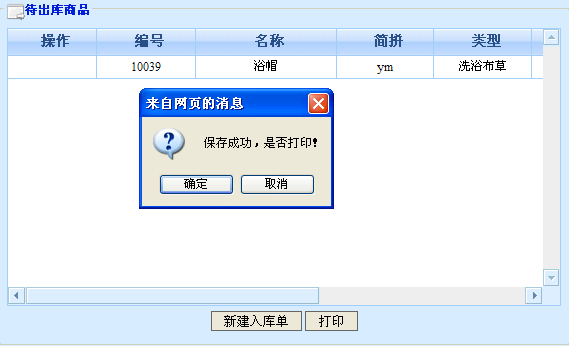 待出库商品
操作 编号 名称 简拼 类型
10039 浴帽 ym 洗浴布草
来自网页的消息
保存成功，是否打印!
确定 取消
新建入库单 打印